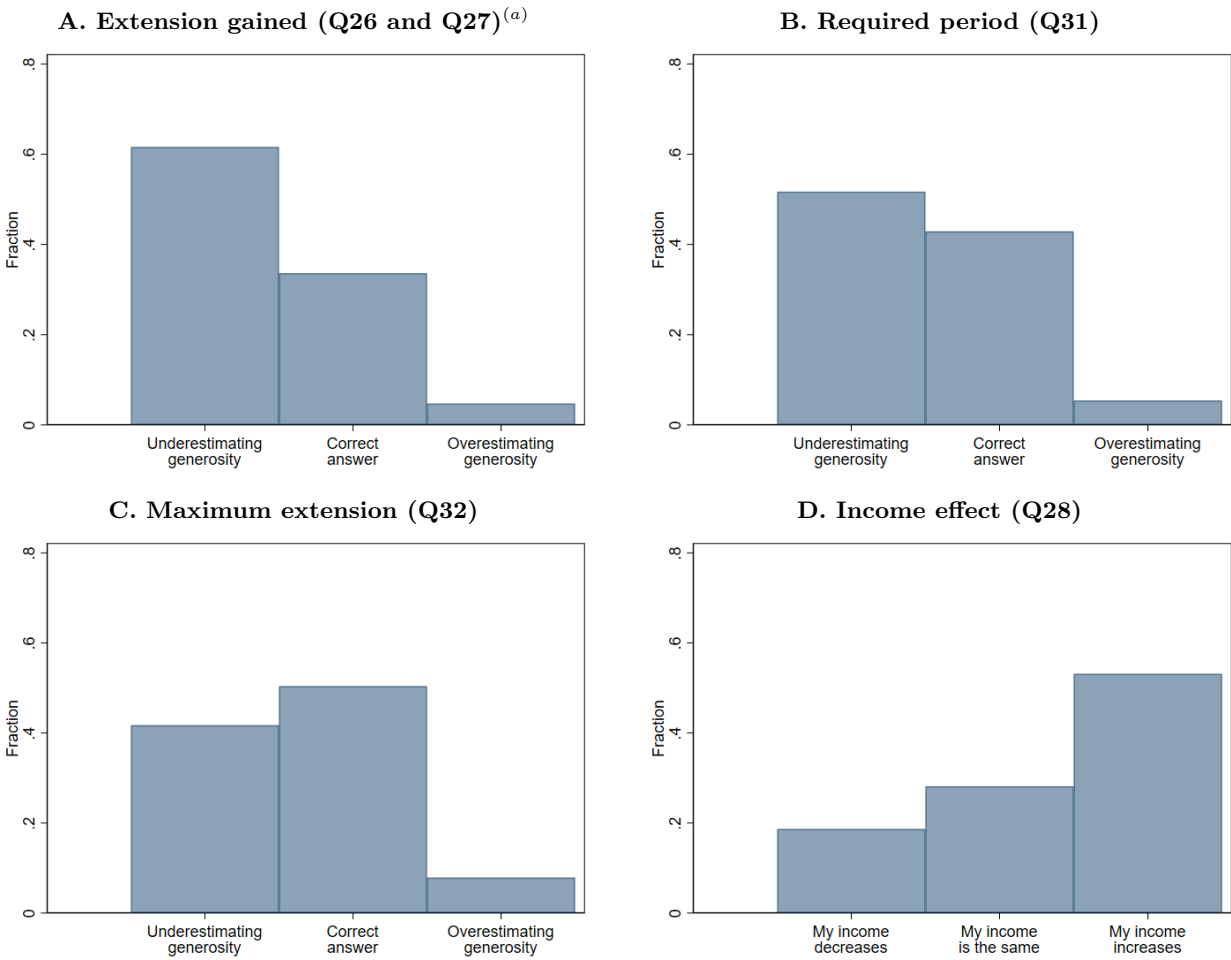 A. Extension gained (Q26 and Q27)(a)
.8
.6
.4
.2
0
Fraction
Underestimating generosity
Correct answer
Overestimating generosity
B. Required period (Q31)
.8
.6
.4
.2
0
Fraction
Underestimating generosity
Correct answer
Overestimating generosity
C. Maximum extension (Q32)
.8
.6
.4
.2
0
Fraction
Underestimating generosity
Correct answer
Overestimating generosity
D. Income effect (Q28)
.8
.6
.4
.2
0
Fraction
My income decreases
My income is the same
My income increases